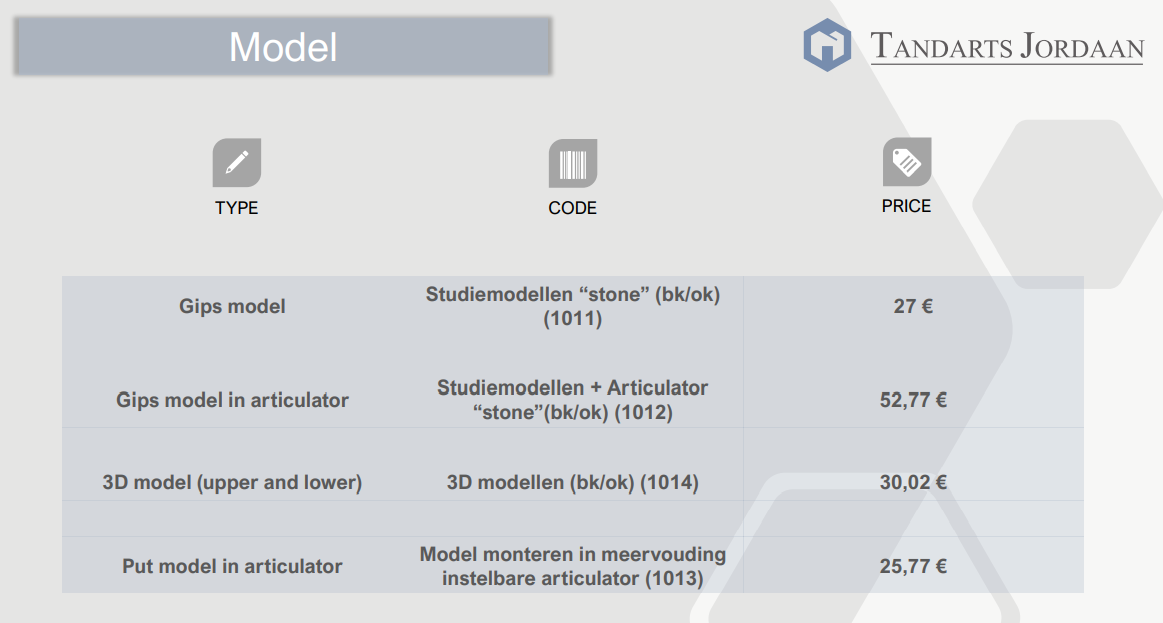 Model
TANDARTS JORDAAN
TYPE
CODE
PRICE
Gips model
Studiemodellen “stone” (bk/ok)
(1011)
27 €
Gips model in articulator
Studiemodellen + Articulator
“stone”(bk/ok) (1012)
52,77 €
3D model (upper and lower)
3D modellen (bk/ok) (1014)
30,02 €
Put model in articulator
Model monteren in meervouding
instelbare articulator (1013)
25,77 €